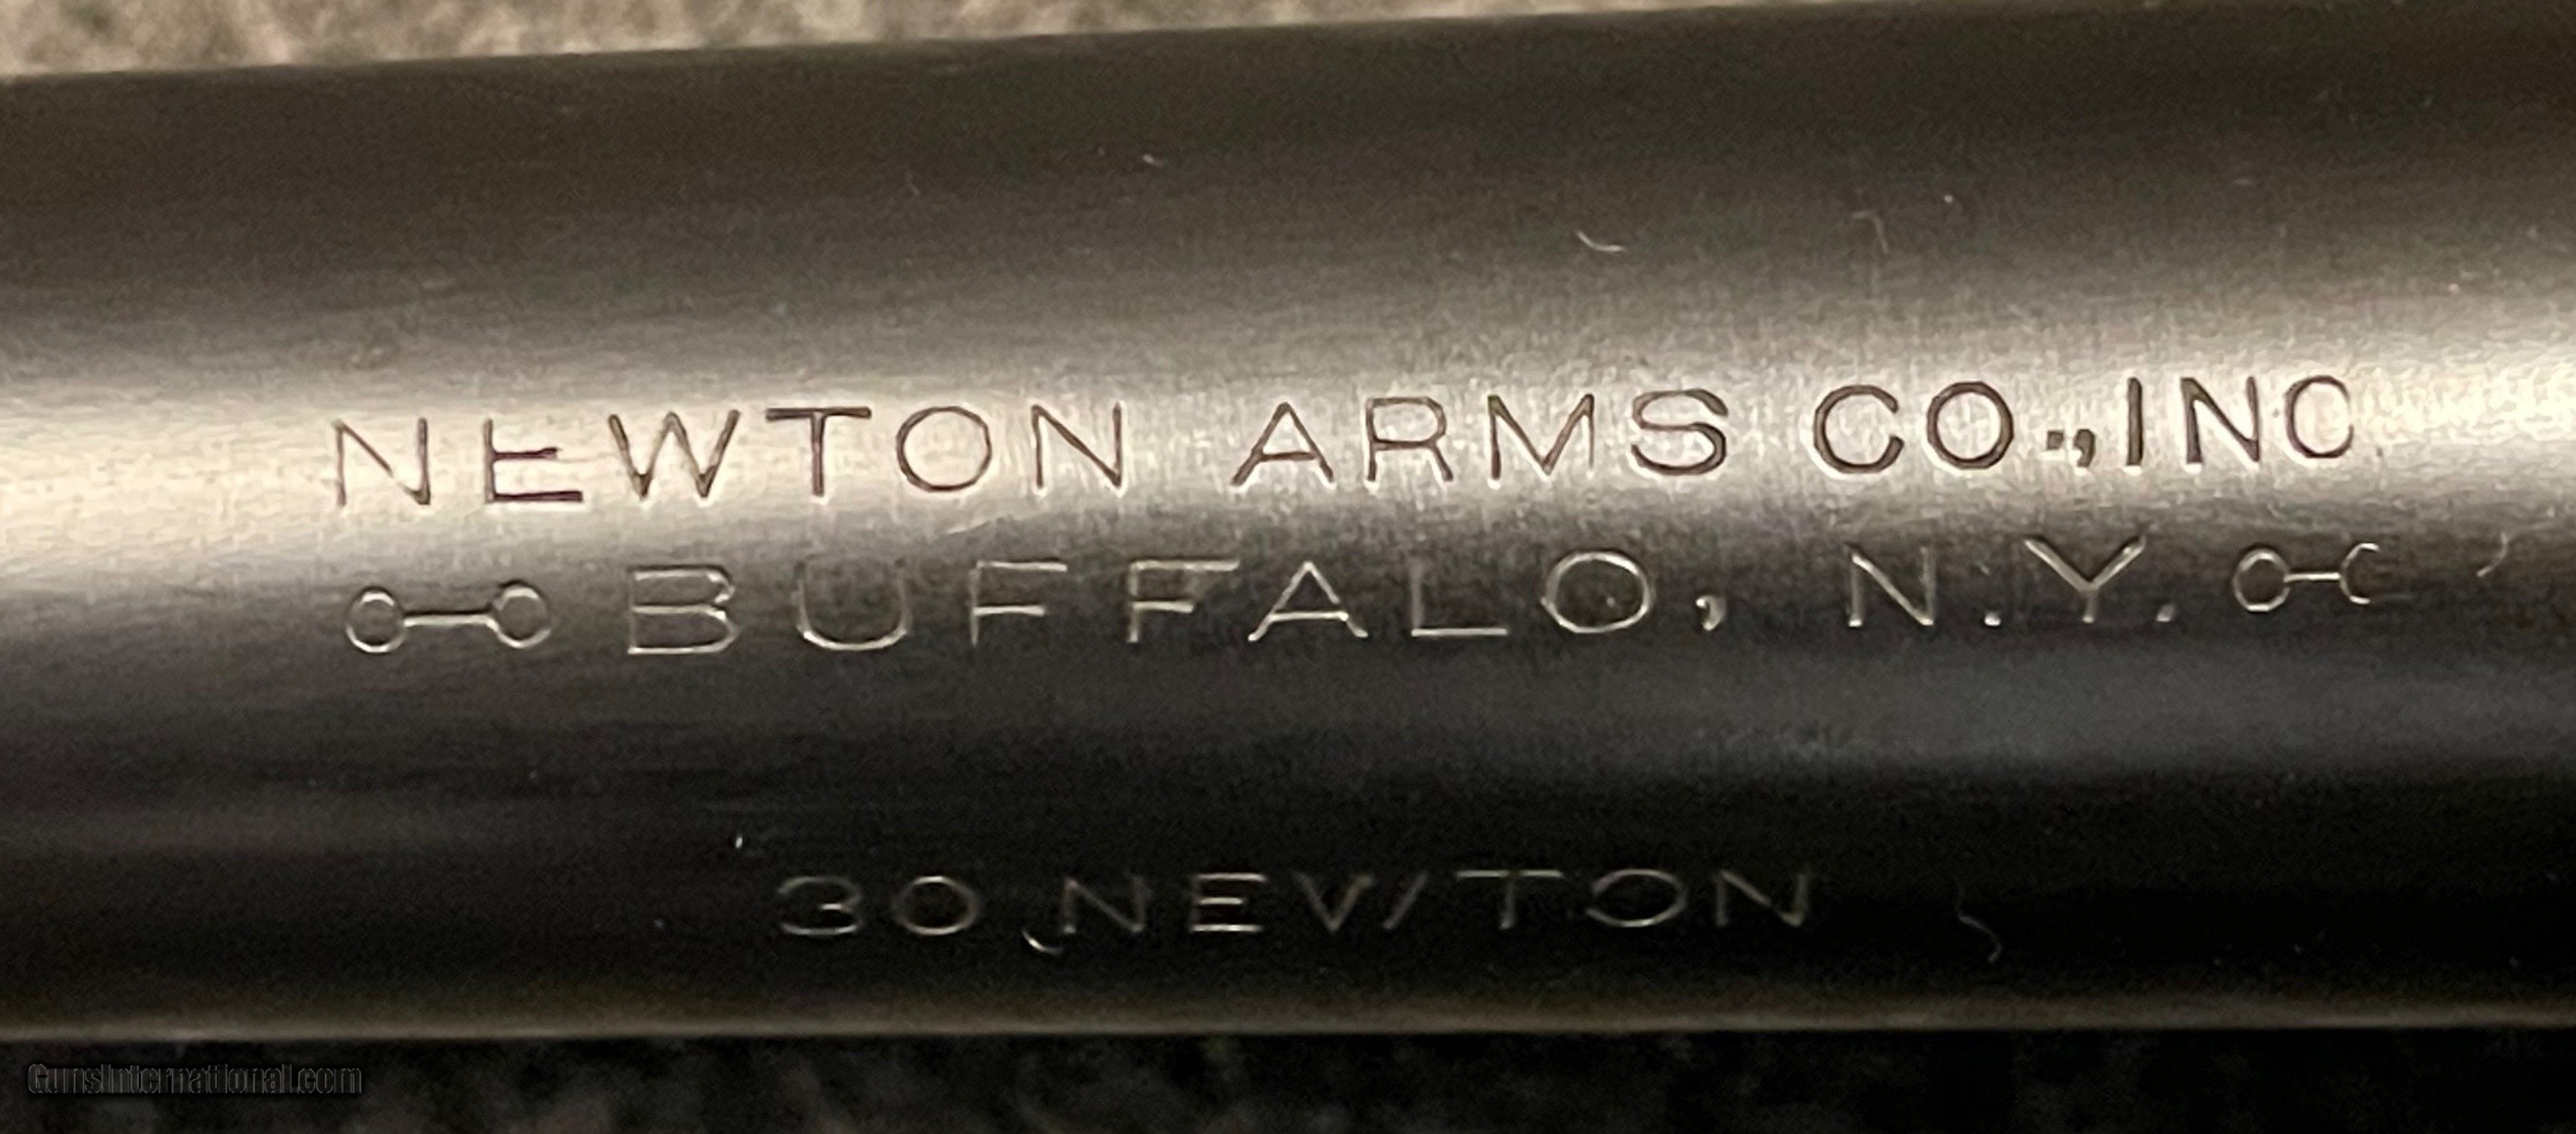 NEWTON ARMS CO., INC
BUFFALO, N.Y.
30 NEWTON
GunsInternational.com